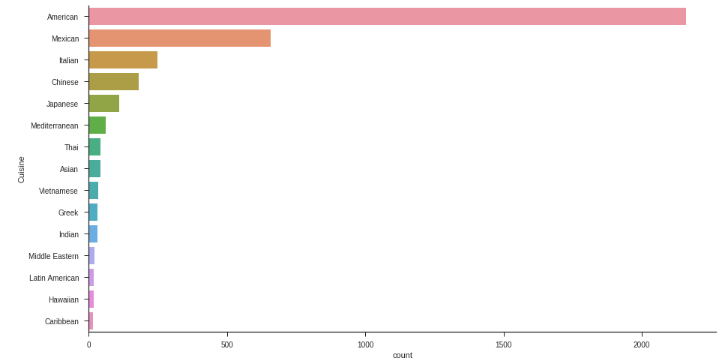 American
Mexican
Italian
Chinese
Japanese
Mediterranean
Thai
Asian
Vietnamese
Greek
Indian
Middle Eastern
Latin American
Hawaiian
Caribbean
Cuisine
0 500 1000 1500 2000
count